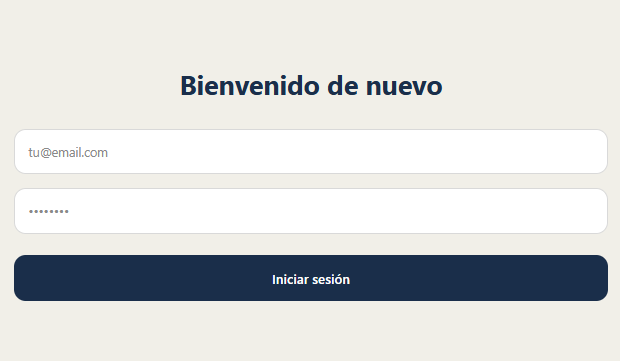 Bienvenido de nuevo
tu@email.com
••••••••
Iniciar sesión